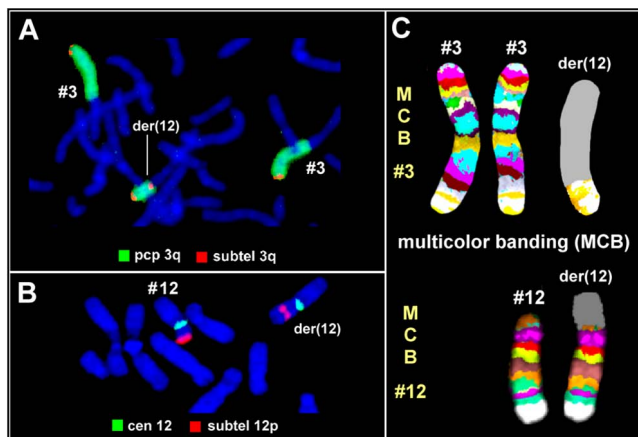 A
#3
der(12)
#3
pcp 3q subtel 3q
B
#12
der(12)
cen 12 subtel 12p
C
#3 #3
der(12)
M
C
B
#3
multicolor banding (MCB)
#12
der(12)
M
C
B
#12